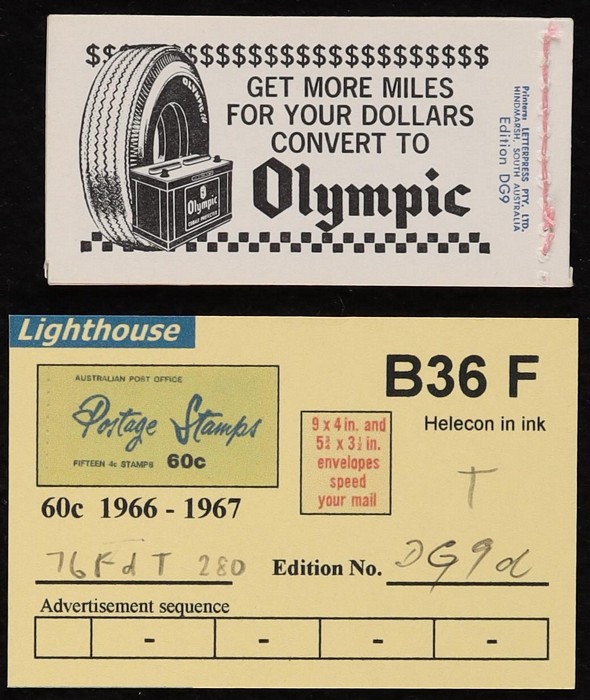 $$$$$$$$$$$$$$$$$$$$$
OLYMPIC
GET MORE MILES
FOR YOUR DOLLARS
CONVERT TO
Olympic
Olympic
Printers: LETTERPRESS PTY. LTD.
HINDMARSH, SOUTH AUSTRALIA
Edition DG9
Lighthouse
AUSTRALIAN POST OFFICE
Postage Stamps
FIFTEEN 4c STAMPS 60c
B36 F
Helecon in ink
9 x 4 in. and
5¾ x 3½ in.
envelopes
speed
your mail
T
60c 1966 - 1967
76FdT 280
Edition No. DG9d
Advertisement sequence
- - - -